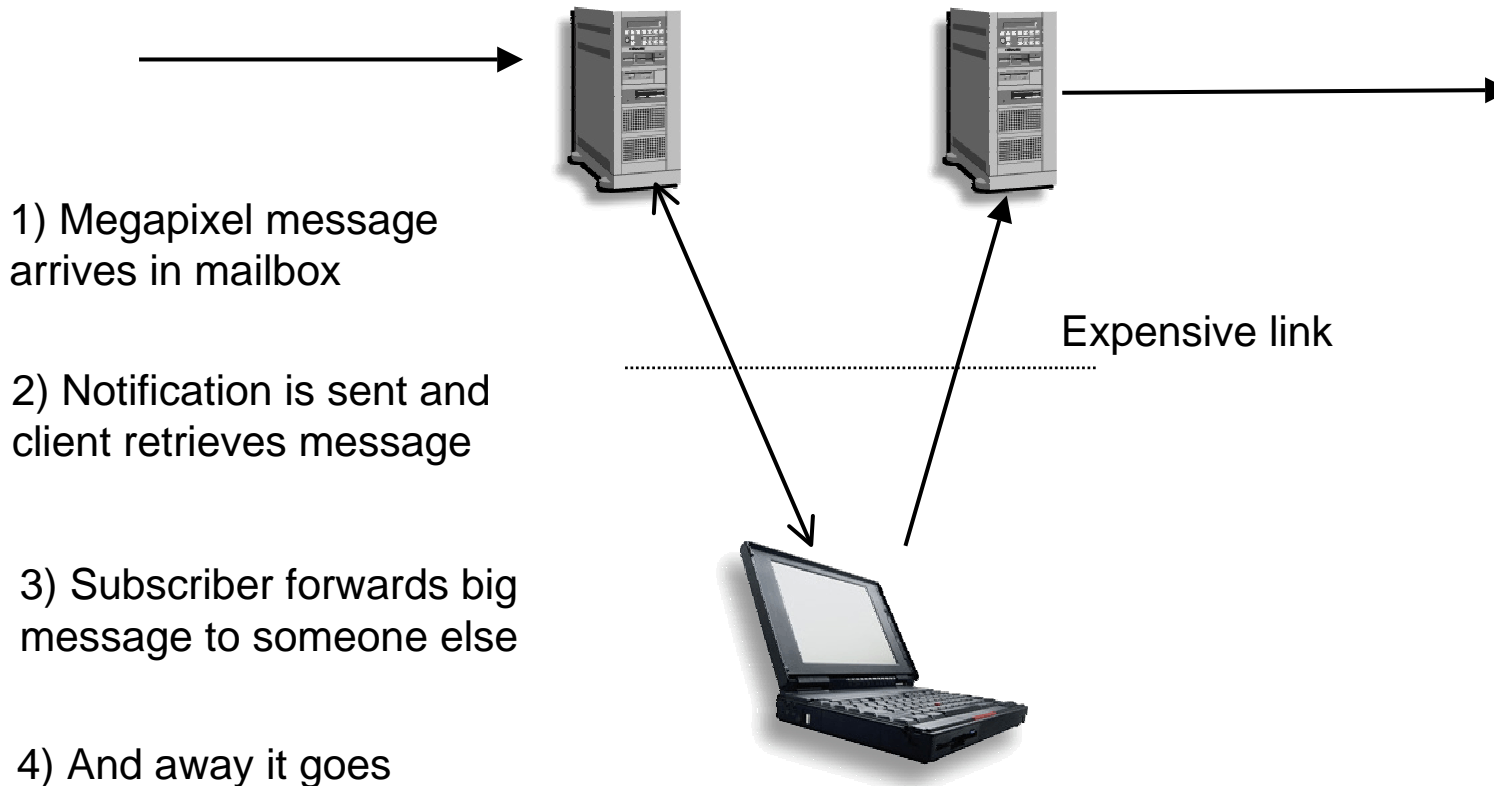 1) Megapixel message
arrives in mailbox
Expensive link
2) Notification is sent and
client retrieves message
3) Subscriber forwards big
message to someone else
4) And away it goes